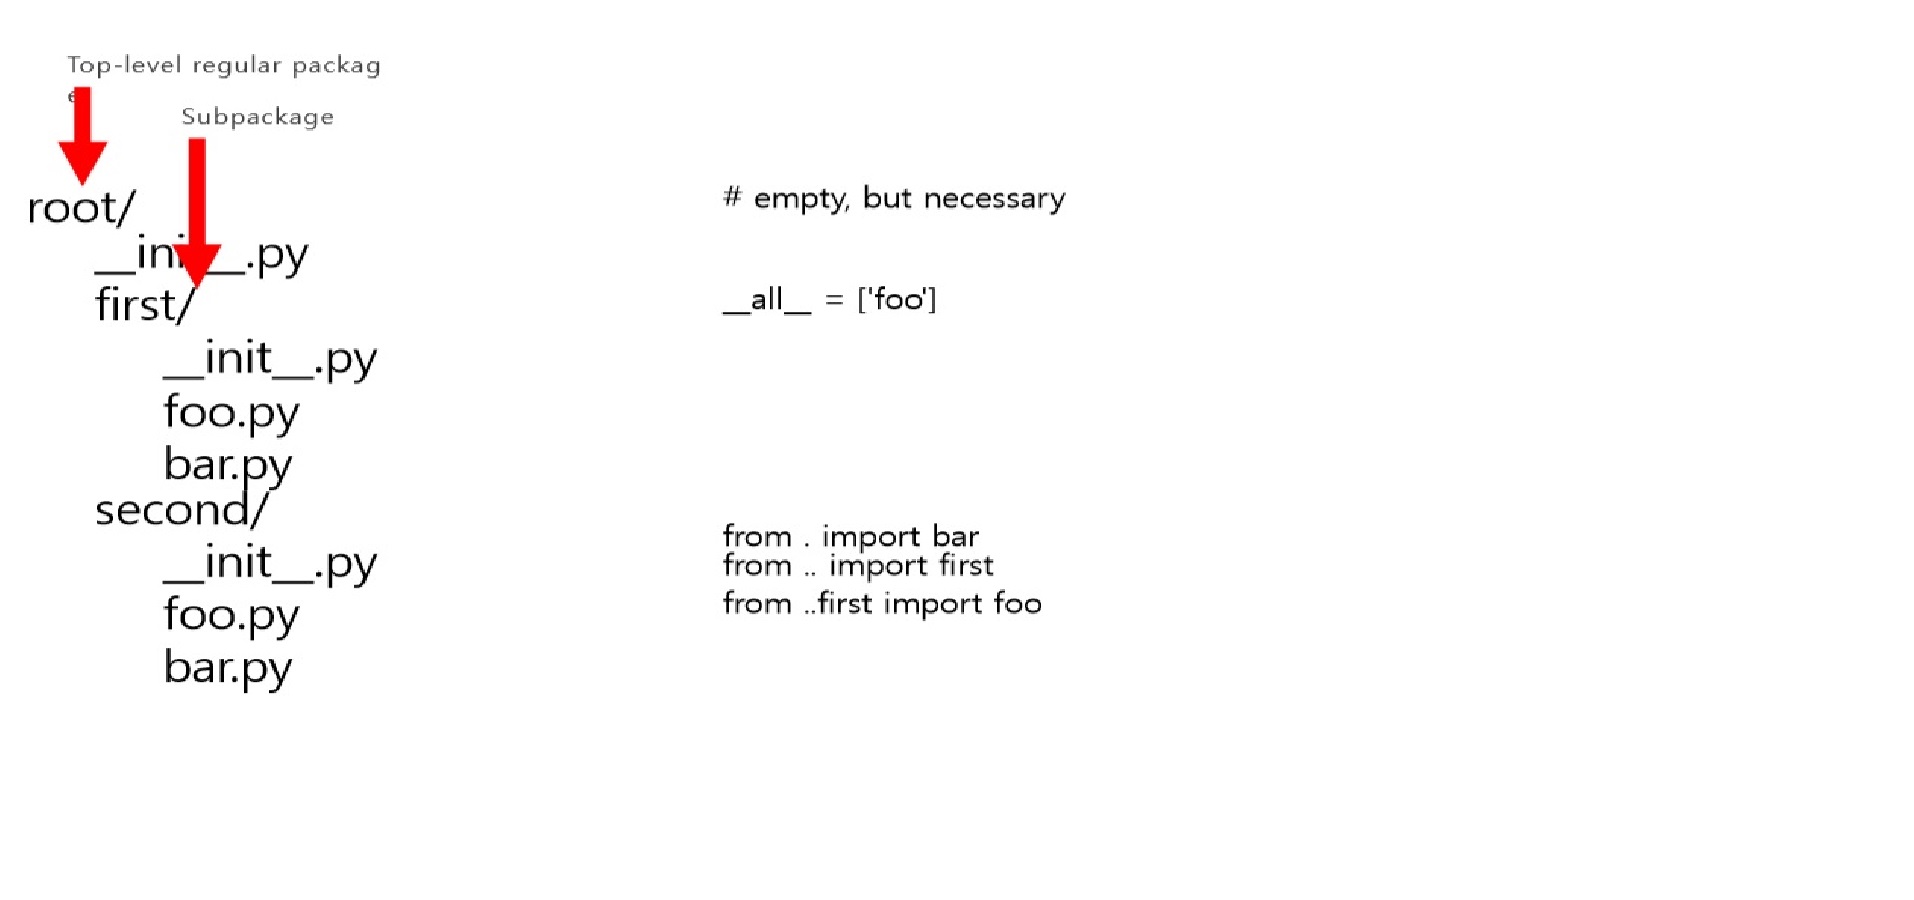 Top-level regular packag
e
Subpackage
root/
# empty, but necessary
__init__.py
first/
__all__ = ['foo']
__init__.py
foo.py
bar.py
second/
from . import bar
__init__.py
from .. import first
foo.py
from ..first import foo
bar.py